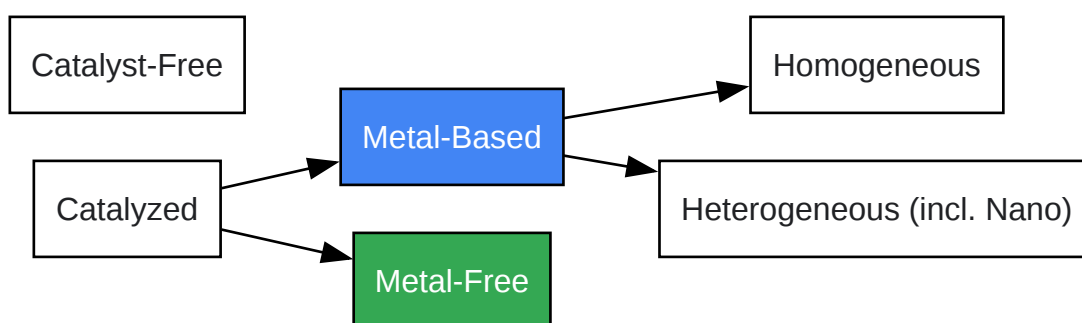 Catalyst-Free
Homogeneous
Metal-Based
Catalyzed
Heterogeneous (incl. Nano)
Metal-Free